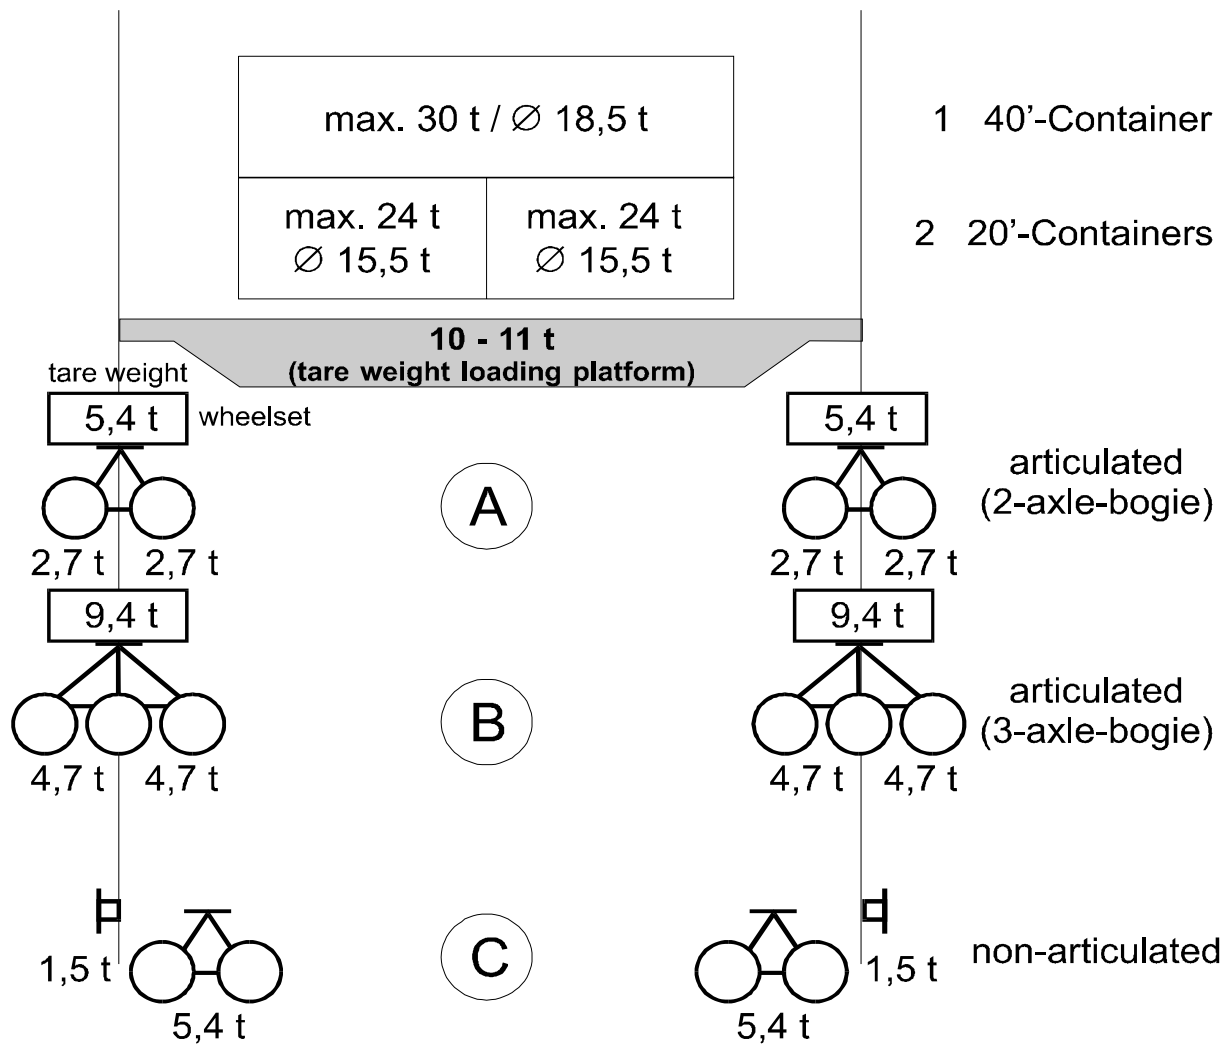 max. 30 t / ∅ 18,5 t
1 40’-Container
max. 24 t
∅ 15,5 t
max. 24 t
∅ 15,5 t
2 20’-Containers
10 - 11 t
(tare weight loading platform)
tare weight
5,4 t
wheelset
5,4 t
A
articulated
(2-axle-bogie)
2,7 t 2,7 t
2,7 t 2,7 t
9,4 t
9,4 t
B
articulated
(3-axle-bogie)
4,7 t 4,7 t
4,7 t 4,7 t
C
non-articulated
1,5 t
1,5 t
5,4 t
5,4 t